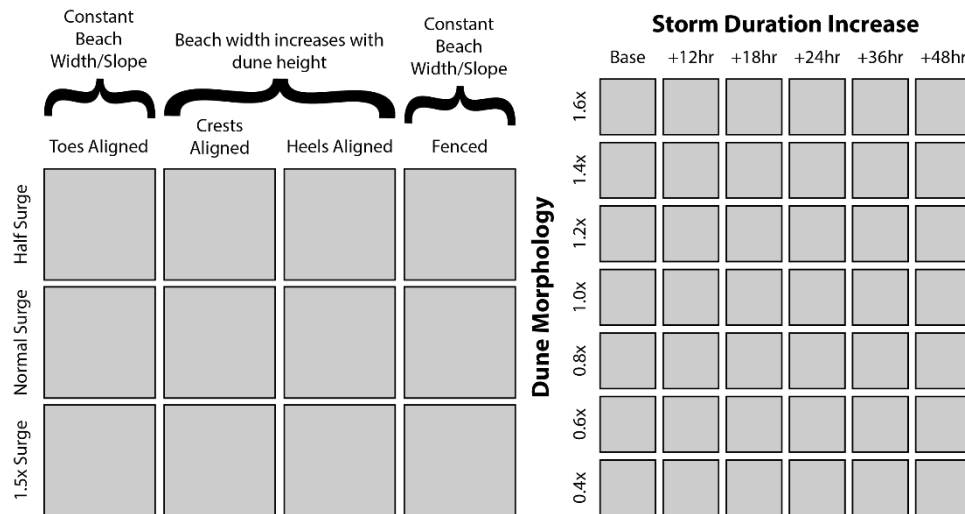 Constant
Beach
Width/Slope
Beach width increases with
dune height
Constant
Beach
Width/Slope
Toes Aligned
Crests
Aligned
Heels Aligned
Fenced
Half Surge
Normal Surge
1.5x Surge
Storm Duration Increase
Base +12hr +18hr +24hr +36hr +48hr
Dune Morphology
1.6x
1.4x
1.2x
1.0x
0.8x
0.6x
0.4x